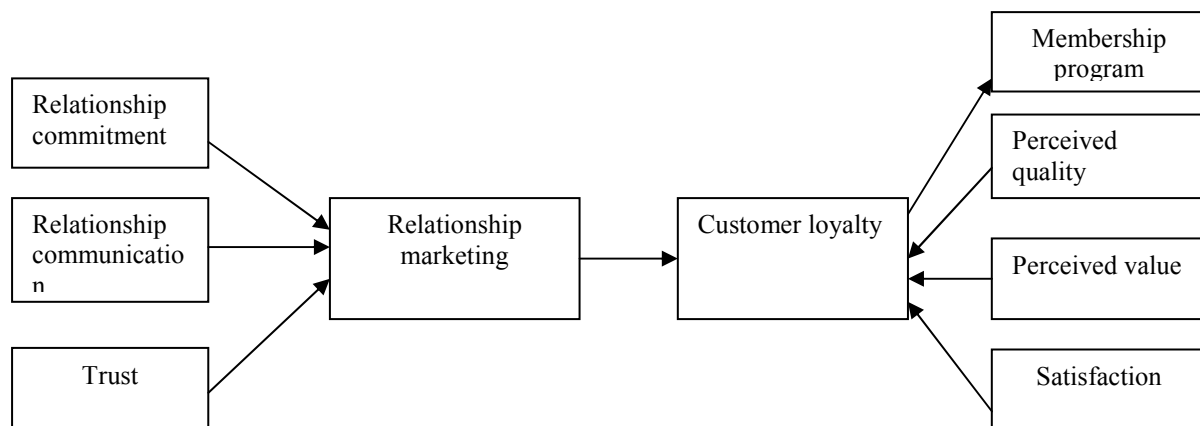 Membership
program
Relationship
commitment
Perceived
quality
Relationship
communicatio
n
Relationship
marketing
Customer loyalty
Perceived value
Trust
Satisfaction